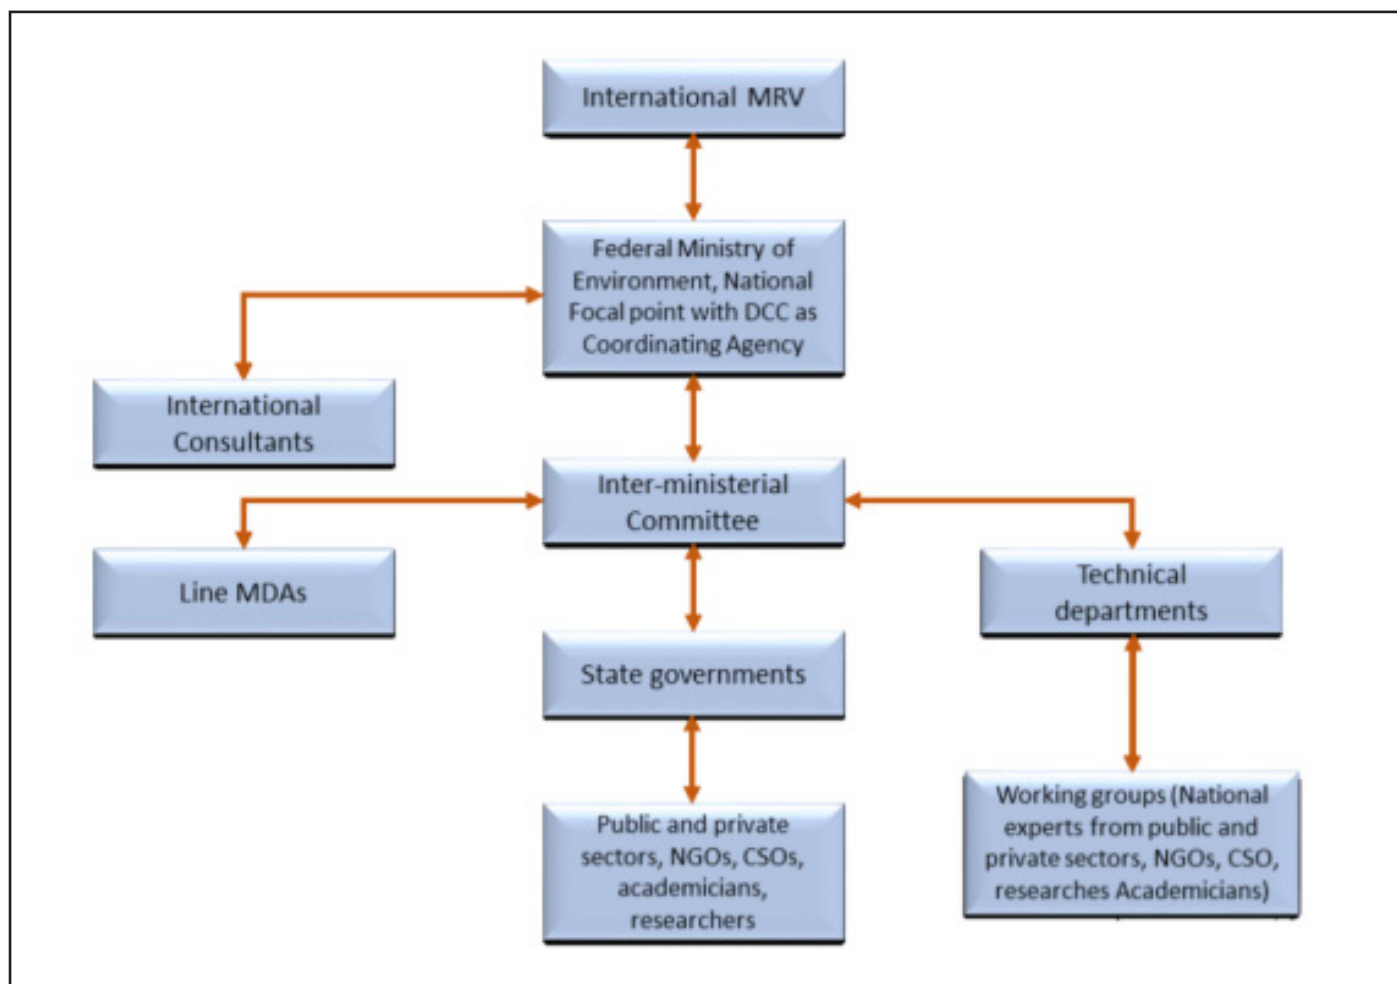 International MRV
Federal Ministry of
Environment, National
Focal point with DCC as
Coordinating Agency
International
Consultants
Inter-ministerial
Committee
Line MDAs
Technical
departments
State governments
Public and private
sectors, NGOs, CSOs,
academicians,
researchers
Working groups (National
experts from public and
private sectors, NGOs, CSO,
researches Academicians)